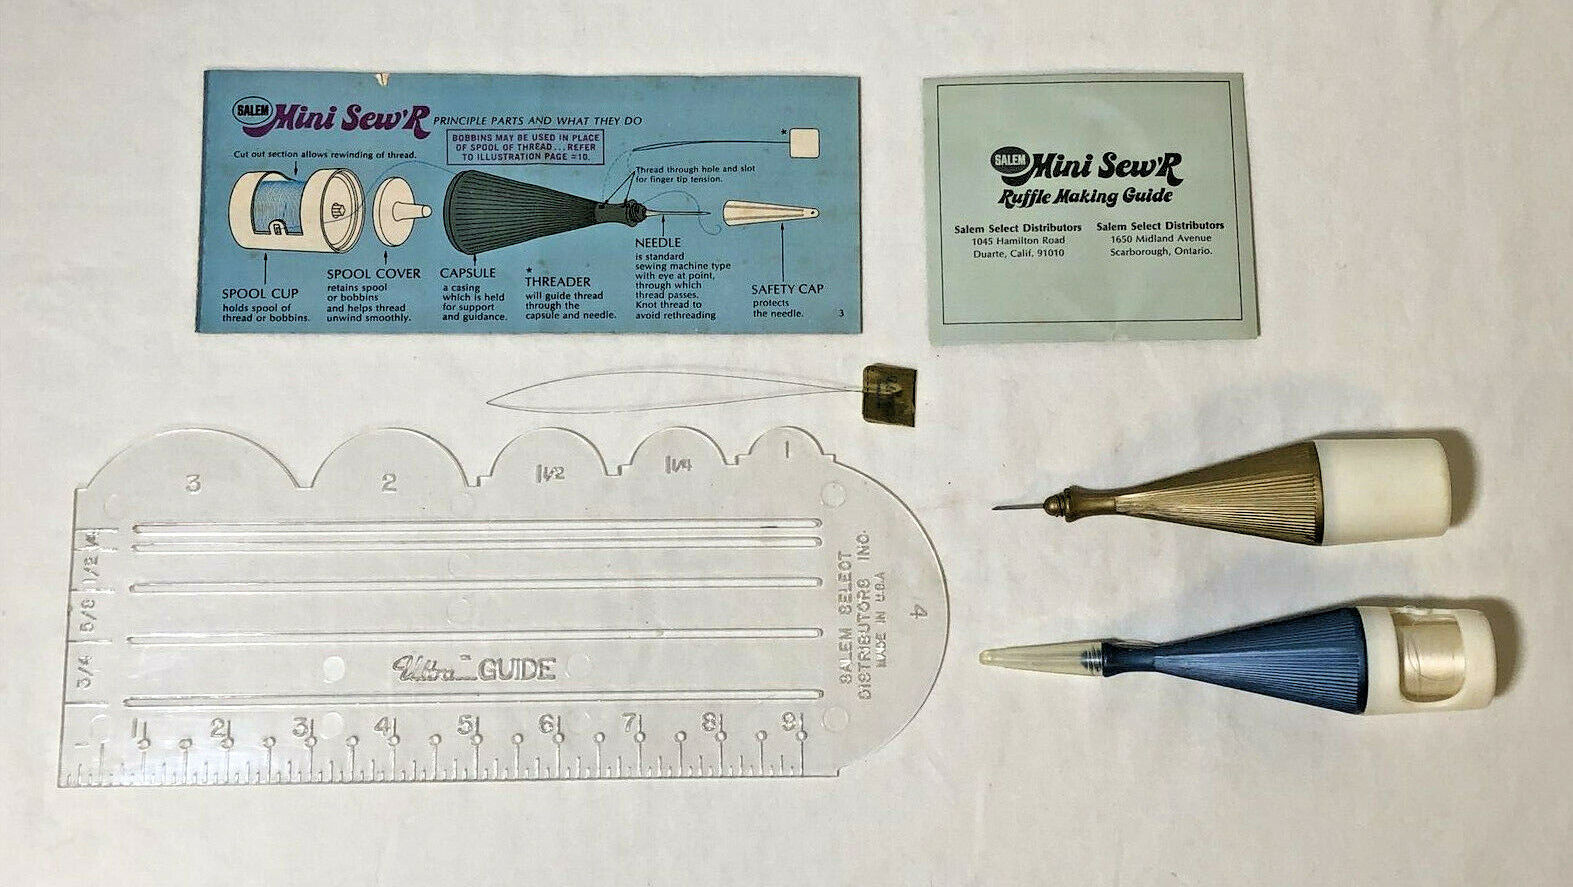 SALEM Mini Sew'R PRINCIPLE PARTS AND WHAT THEY DO
BOBBINS MAY BE USED IN PLACE
OF SPOOL OF THREAD...REFER
TO ILLUSTRATION PAGE =10.
*
Cut out section allows rewinding of thread.
Thread through hole and slot
for finger tip tension.
SPOOL CUP
holds spool of
thread or bobbins.
SPOOL COVER
retains spool
or bobbins
and helps thread
unwind smoothly.
CAPSULE
a casing
which is held
for support
and guidance.
*
THREADER
will guide thread
through the
capsule and needle.
NEEDLE
is standard
sewing machine type
with eye at point,
through which
thread passes.
Knot thread to
avoid rethreading
SAFETY CAP
protects
the needle.
3
SALEM Mini Sew'R
Ruffle Making Guide
Salem Select Distributors
1045 Hamilton Road
Duarte, Calif. 91010
Salem Select Distributors
1650 Midland Avenue
Scarborough, Ontario.
3 2 1 1/2 1 1/4 1
4
1/4
1/2
5/8
3/4
1
SALEM SELECT
DISTRIBUTORS INC.
MADE IN U.S.A
Ultra™ GUIDE
1 2 3 4 5 6 7 8 9